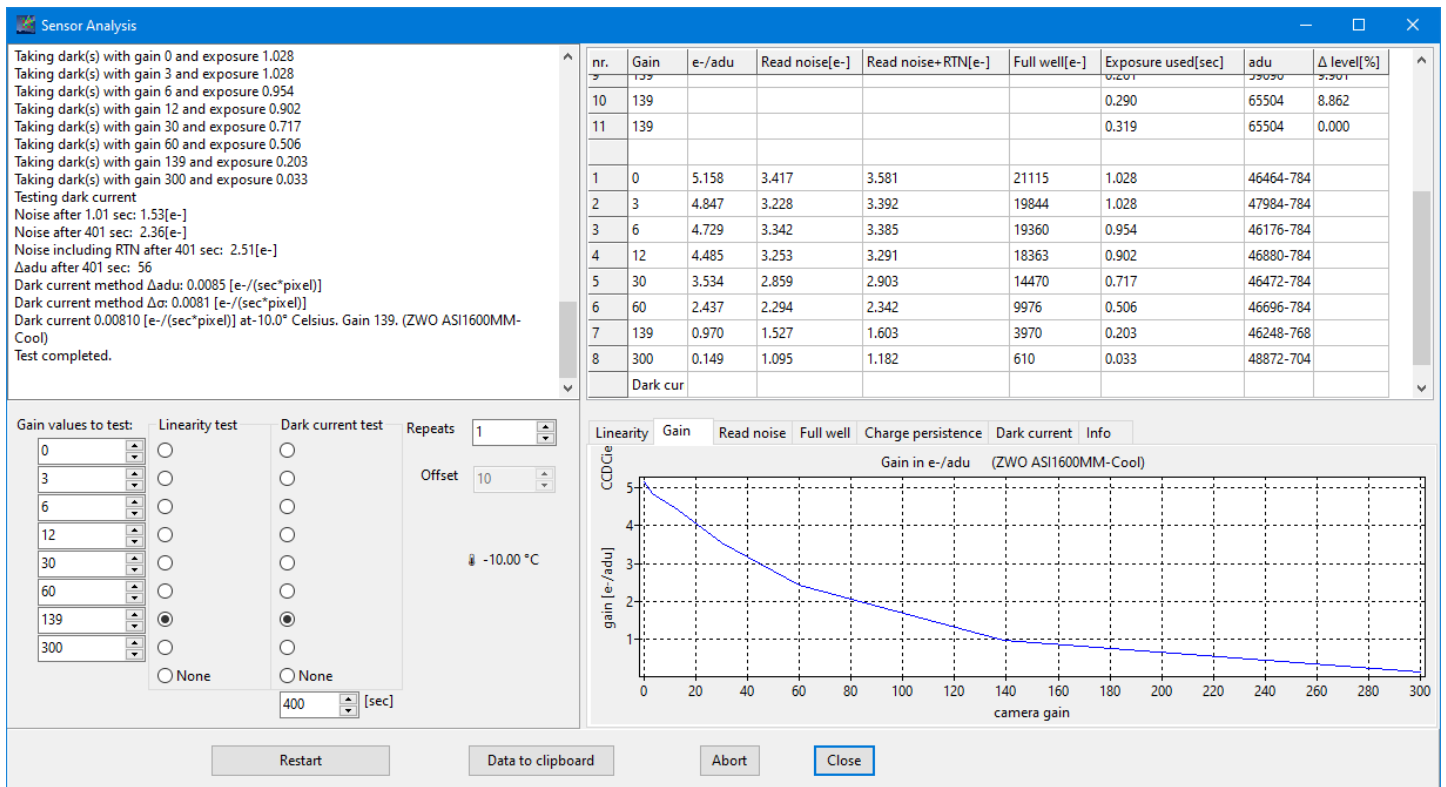 Sensor Analysis
Taking dark(s) with gain 0 and exposure 1.028
Taking dark(s) with gain 3 and exposure 1.028
Taking dark(s) with gain 6 and exposure 0.954
Taking dark(s) with gain 12 and exposure 0.902
Taking dark(s) with gain 30 and exposure 0.717
Taking dark(s) with gain 60 and exposure 0.506
Taking dark(s) with gain 139 and exposure 0.203
Taking dark(s) with gain 300 and exposure 0.033
Testing dark current
Noise after 1.01 sec: 1.53[e-]
Noise after 401 sec:  2.36[e-]
Noise including RTN after 401 sec:  2.51[e-]
Δadu after 401 sec:  56
Dark current method Δadu: 0.0085 [e-/(sec*pixel)]
Dark current method Δσ: 0.0081 [e-/(sec*pixel)]
Dark current 0.00810 [e-/(sec*pixel)] at-10.0° Celsius. Gain 139. (ZWO ASI1600MM-
Cool)
Test completed.
nr. Gain e-/adu Read noise[e-] Read noise+RTN[e-] Full well[e-] Exposure used[sec] adu Δ level[%]
10 139 0.290 65504 8.862
11 139 0.319 65504 0.000
1 0 5.158 3.417 3.581 21115 1.028 46464-784
2 3 4.847 3.228 3.392 19844 1.028 47984-784
3 6 4.729 3.342 3.385 19360 0.954 46176-784
4 12 4.485 3.253 3.291 18363 0.902 46880-784
5 30 3.534 2.859 2.903 14470 0.717 46472-784
6 60 2.437 2.294 2.342 9976 0.506 46696-784
7 139 0.970 1.527 1.603 3970 0.203 46248-768
8 300 0.149 1.095 1.182 610 0.033 48872-704
Dark cur
Gain values to test: Linearity test Dark current test Repeats 1
0
3 Offset 10
6
12
30 -10.00 °C
60
139
300
None None
400 [sec]
Linearity Gain Read noise Full well Charge persistence Dark current Info
Gain in e-/adu (ZWO ASI1600MM-Cool)
CCDCie
gain [e-/adu]
5
4
3
2
1
0 20 40 60 80 100 120 140 160 180 200 220 240 260 280 300
camera gain
Restart Data to clipboard Abort Close